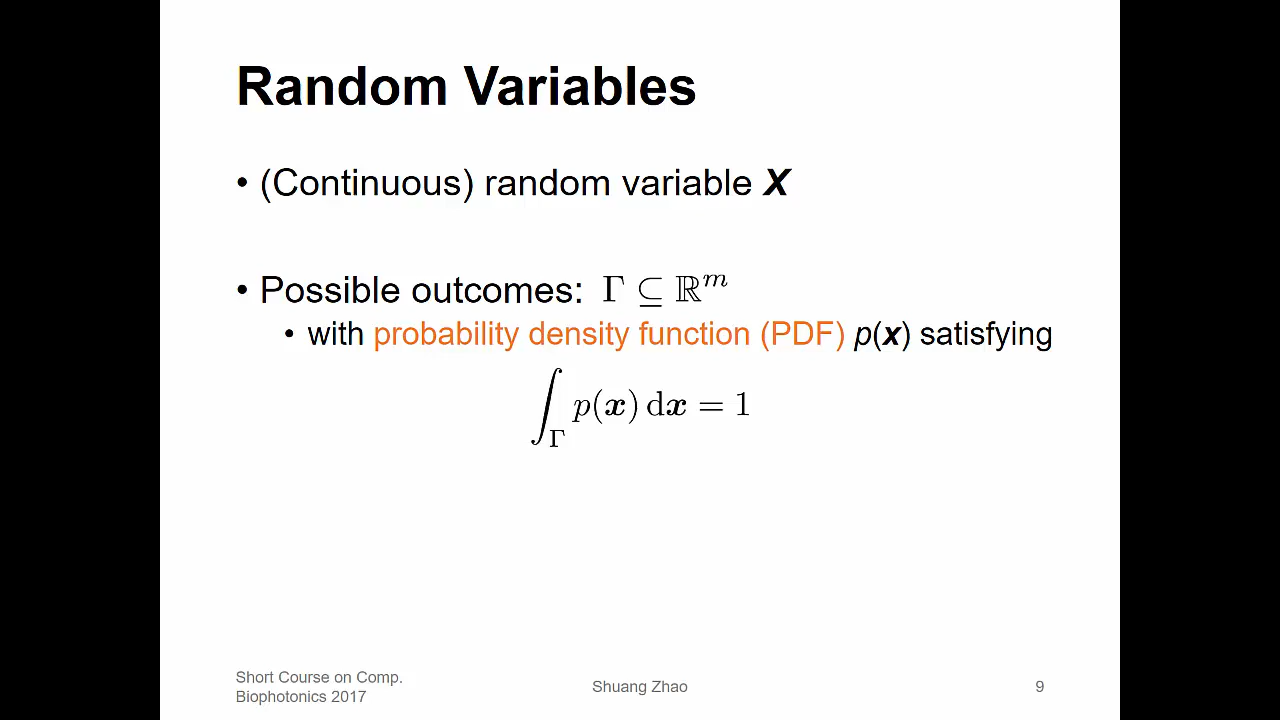 Random Variables
• (Continuous) random variable X
• Possible outcomes: Γ ⊆ ℝᵐ
• with probability density function (PDF) p(x) satisfying
∫_Γ p(x) dx = 1
Short Course on Comp.
Biophotonics 2017
Shuang Zhao
9